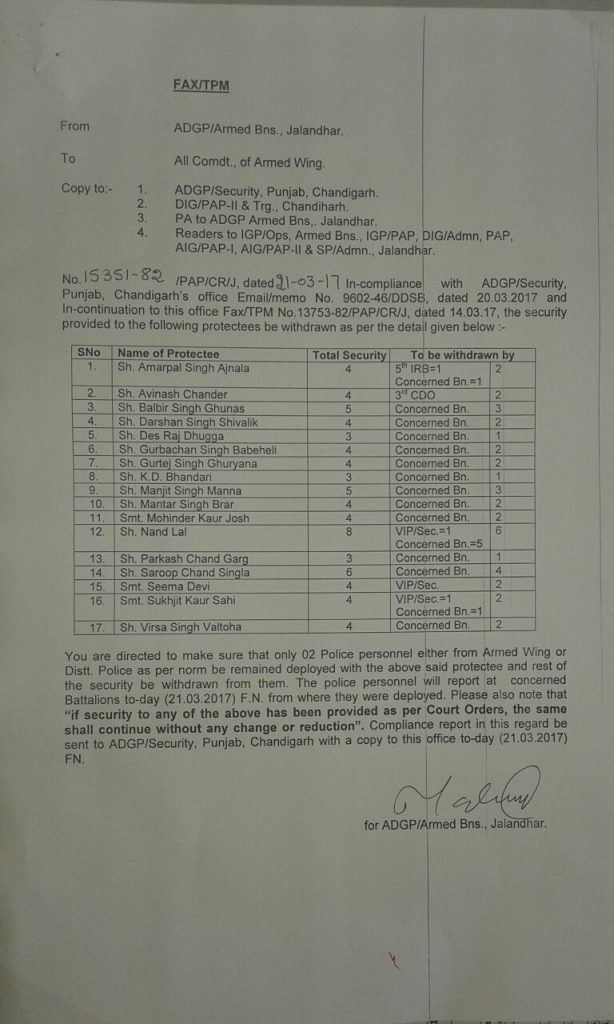 FAX/TPM
From ADGP/Armed Bns., Jalandhar.
To All Comdt., of Armed Wing.
Copy to:- 1. ADGP/Security, Punjab, Chandigarh.
2. DIG/PAP-II & Trg., Chandiharh.
3. PA to ADGP Armed Bns,. Jalandhar.
4. Readers to IGP/Ops, Armed Bns., IGP/PAP, DIG/Admn, PAP,
AIG/PAP-I, AIG/PAP-II & SP/Admn., Jalandhar.
No. 15351-82 /PAP/CR/J, dated 21-03-17 In-compliance with ADGP/Security,
Punjab, Chandigarh's office Email/memo No. 9602-46/DDSB, dated 20.03.2017 and
In-continuation to this office Fax/TPM No.13753-82/PAP/CR/J, dated 14.03.17, the security
provided to the following protectees be withdrawn as per the detail given below :-
SNo Name of Protectee Total Security To be withdrawn by
1. Sh. Amarpal Singh Ajnala 4 5th IRB=1 2
Concerned Bn.=1
2. Sh. Avinash Chander 4 3rd CDO 2
3. Sh. Balbir Singh Ghunas 5 Concerned Bn. 3
4. Sh. Darshan Singh Shivalik 4 Concerned Bn. 2
5. Sh. Des Raj Dhugga 3 Concerned Bn. 1
6. Sh. Gurbachan Singh Babeheli 4 Concerned Bn. 2
7. Sh. Gurtej Singh Ghuryana 4 Concerned Bn. 2
8. Sh. K.D. Bhandari 3 Concerned Bn. 1
9. Sh. Manjit Singh Manna 5 Concerned Bn. 3
10. Sh. Mantar Singh Brar 4 Concerned Bn. 2
11. Smt. Mohinder Kaur Josh 4 Concerned Bn. 2
12. Sh. Nand Lal 8 VIP/Sec.=1 6
Concerned Bn.=5
13. Sh. Parkash Chand Garg 3 Concerned Bn. 1
14. Sh. Saroop Chand Singla 6 Concerned Bn. 4
15. Smt. Seema Devi 4 VIP/Sec. 2
16. Smt. Sukhjit Kaur Sahi 4 VIP/Sec.=1 2
Concerned Bn.=1
17. Sh. Virsa Singh Valtoha 4 Concerned Bn. 2
You are directed to make sure that only 02 Police personnel either from Armed Wing or
Distt. Police as per norm be remained deployed with the above said protectee and rest of
the security be withdrawn from them. The police personnel will report at concerned
Battalions to-day (21.03.2017) F.N. from where they were deployed. Please also note that
"if security to any of the above has been provided as per Court Orders, the same
shall continue without any change or reduction". Compliance report in this regard be
sent to ADGP/Security, Punjab, Chandigarh with a copy to this office to-day (21.03.2017)
FN.
for ADGP/Armed Bns., Jalandhar.